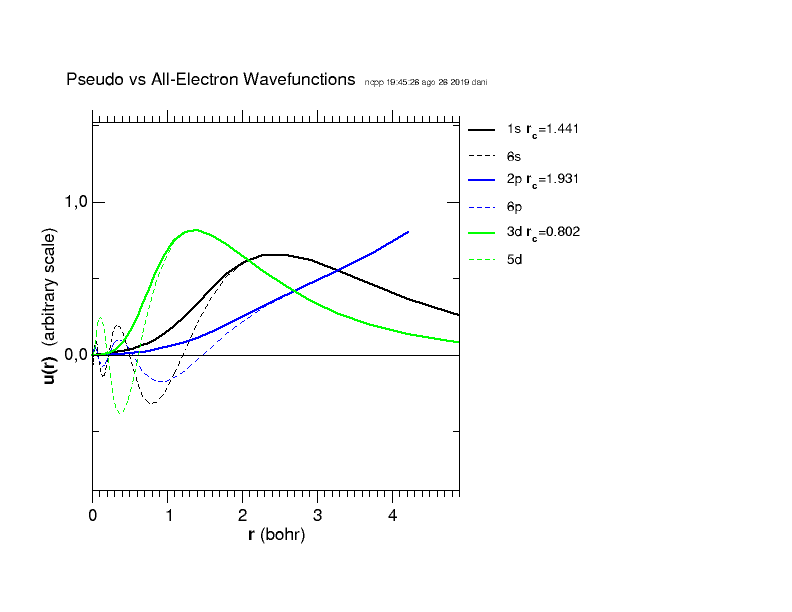 Pseudo vs All-Electron Wavefunctions ncpp 19:45:26 ago 26 2019 dani
1s rc=1.441
6s
2p rc=1.931
6p
3d rc=0.802
5d
1,0
0,0
u(r) (arbitrary scale)
0 1 2 3 4
r (bohr)